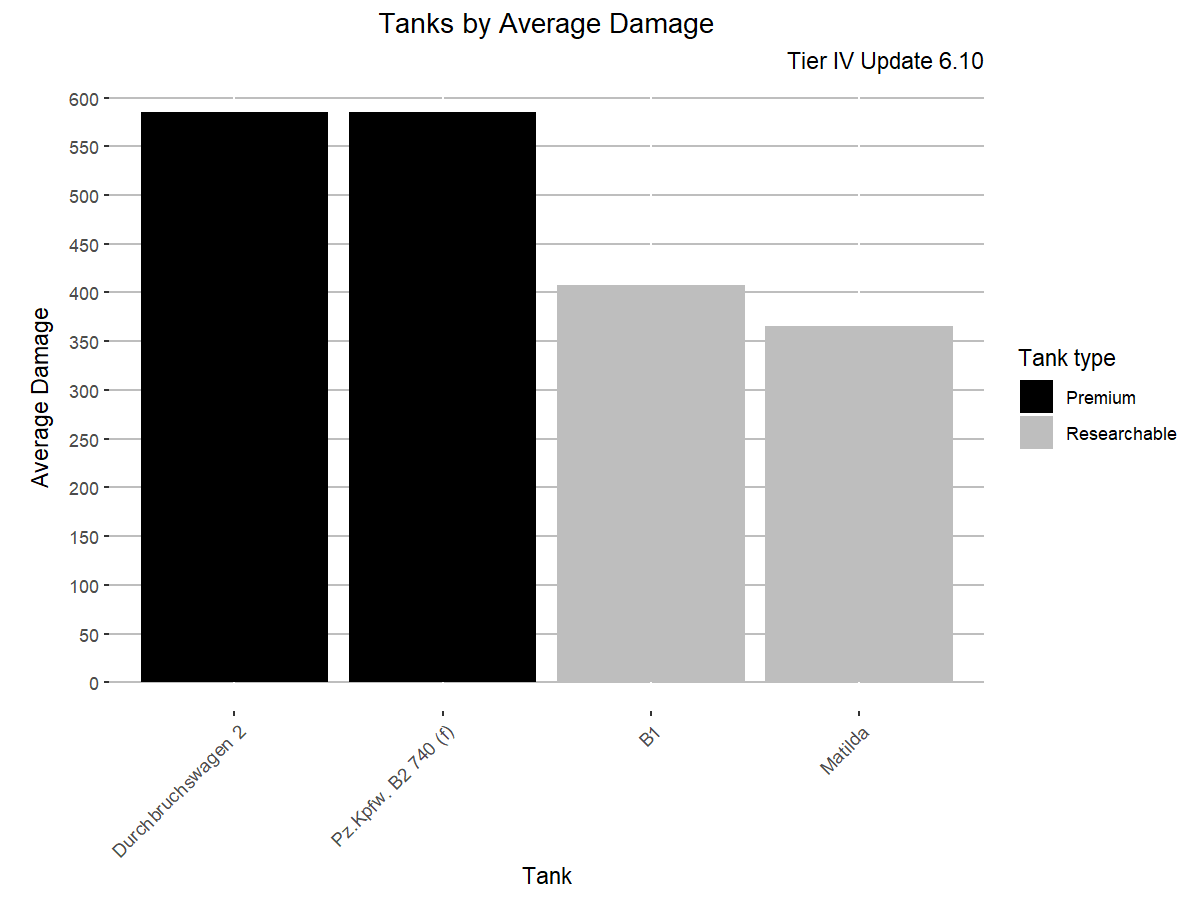 Tanks by Average Damage
Tier IV Update 6.10
Average Damage
600
550
500
450
400
350
300
250
200
150
100
50
0
Durchbruchswagen 2
Pz.Kpfw. B2 740 (f)
B1
Matilda
Tank
Tank type
Premium
Researchable